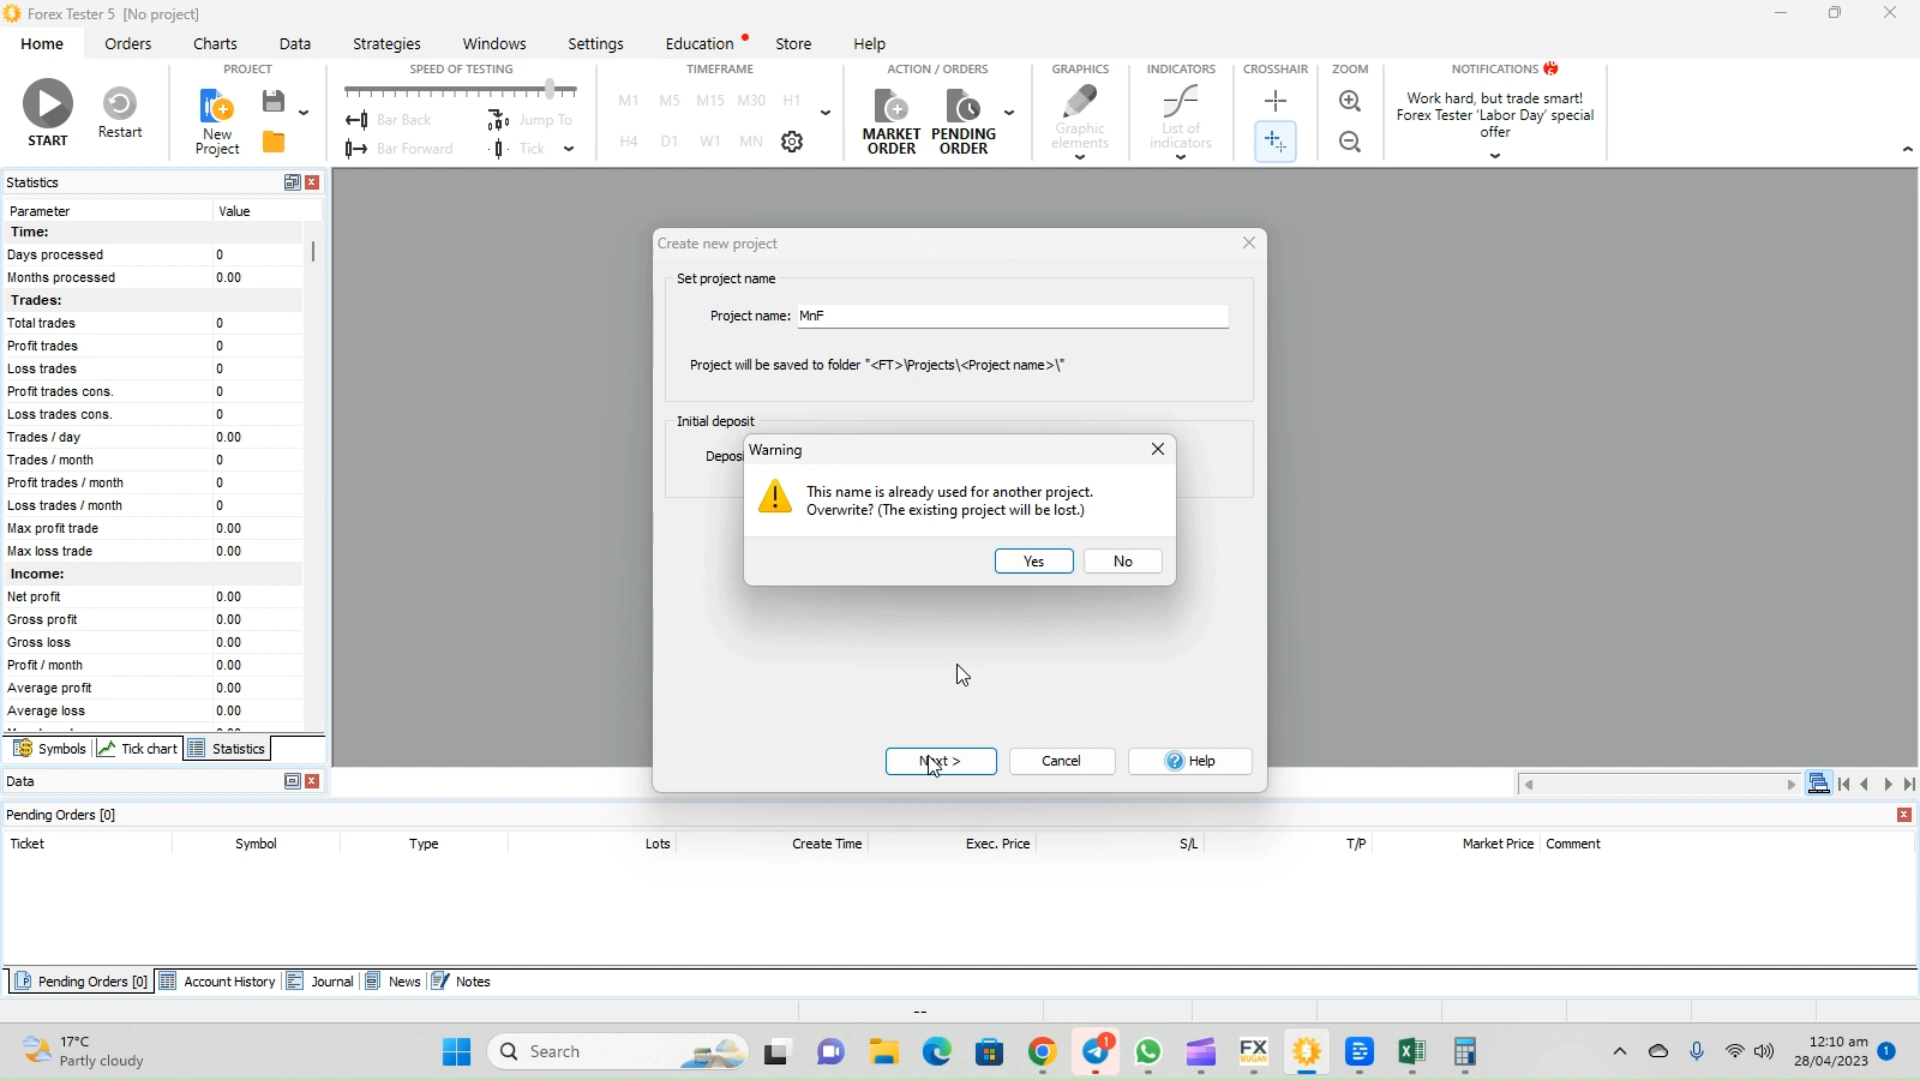 Forex Tester 5 [No project]
Home Orders Charts Data Strategies Windows Settings Education Store Help
PROJECT SPEED OF TESTING TIMEFRAME ACTION / ORDERS GRAPHICS INDICATORS CROSSHAIR ZOOM NOTIFICATIONS
START Restart New Project
Bar Back Jump To
Bar Forward Tick
M1 M5 M15 M30 H1
H4 D1 W1 MN
MARKET ORDER PENDING ORDER
Graphic elements
List of indicators
Work hard, but trade smart!
Forex Tester 'Labor Day' special
offer
Statistics
Parameter Value
Time:
Days processed 0
Months processed 0.00
Trades:
Total trades 0
Profit trades 0
Loss trades 0
Profit trades cons. 0
Loss trades cons. 0
Trades / day 0.00
Trades / month 0
Profit trades / month 0
Loss trades / month 0
Max profit trade 0.00
Max loss trade 0.00
Income:
Net profit 0.00
Gross profit 0.00
Gross loss 0.00
Profit / month 0.00
Average profit 0.00
Average loss 0.00
Symbols Tick chart Statistics
Data
Create new project
Set project name
Project name: MnF
Project will be saved to folder "<FT>\Projects\<Project name>\"
Initial deposit
Warning
This name is already used for another project.
Overwrite? (The existing project will be lost.)
Yes No
Next > Cancel Help
Pending Orders [0]
Ticket Symbol Type Lots Create Time Exec. Price S/L T/P Market Price Comment
Pending Orders [0] Account History Journal News Notes
--
17°C
Partly cloudy
Search
1
FX
MUGAN
12:10 am
28/04/2023
1